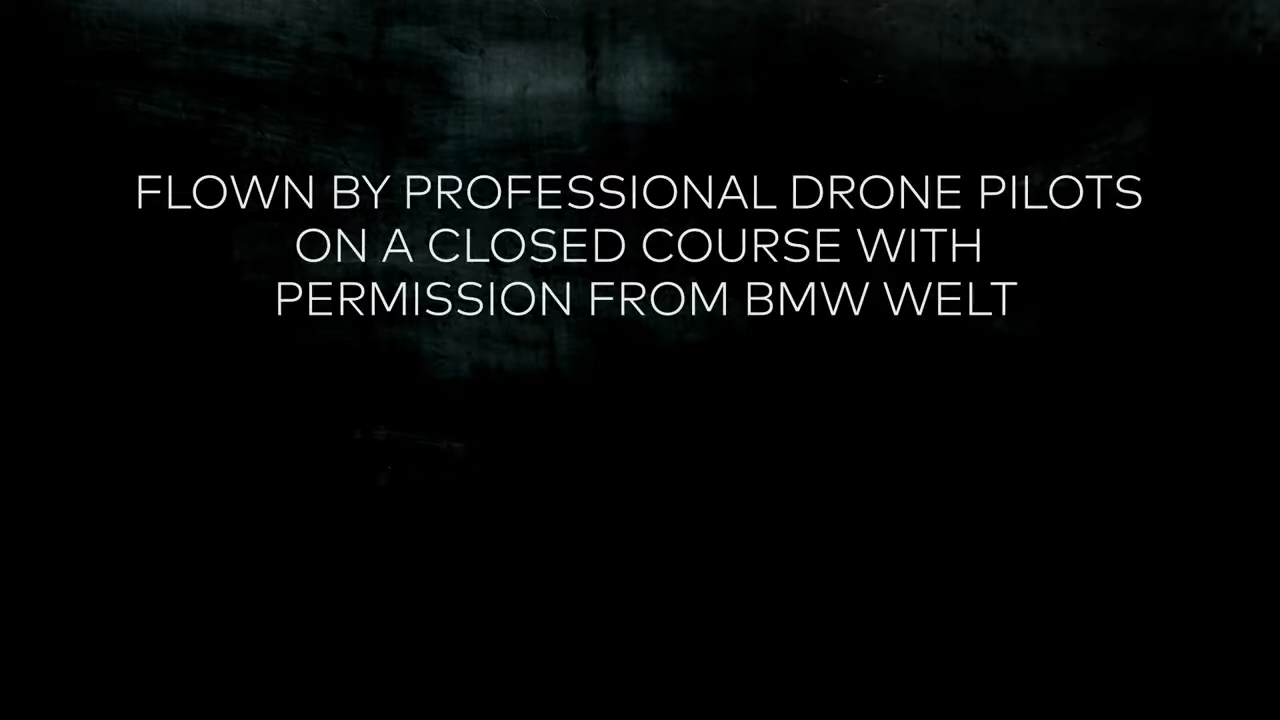 FLOWN BY PROFESSIONAL DRONE PILOTS
ON A CLOSED COURSE WITH
PERMISSION FROM BMW WELT